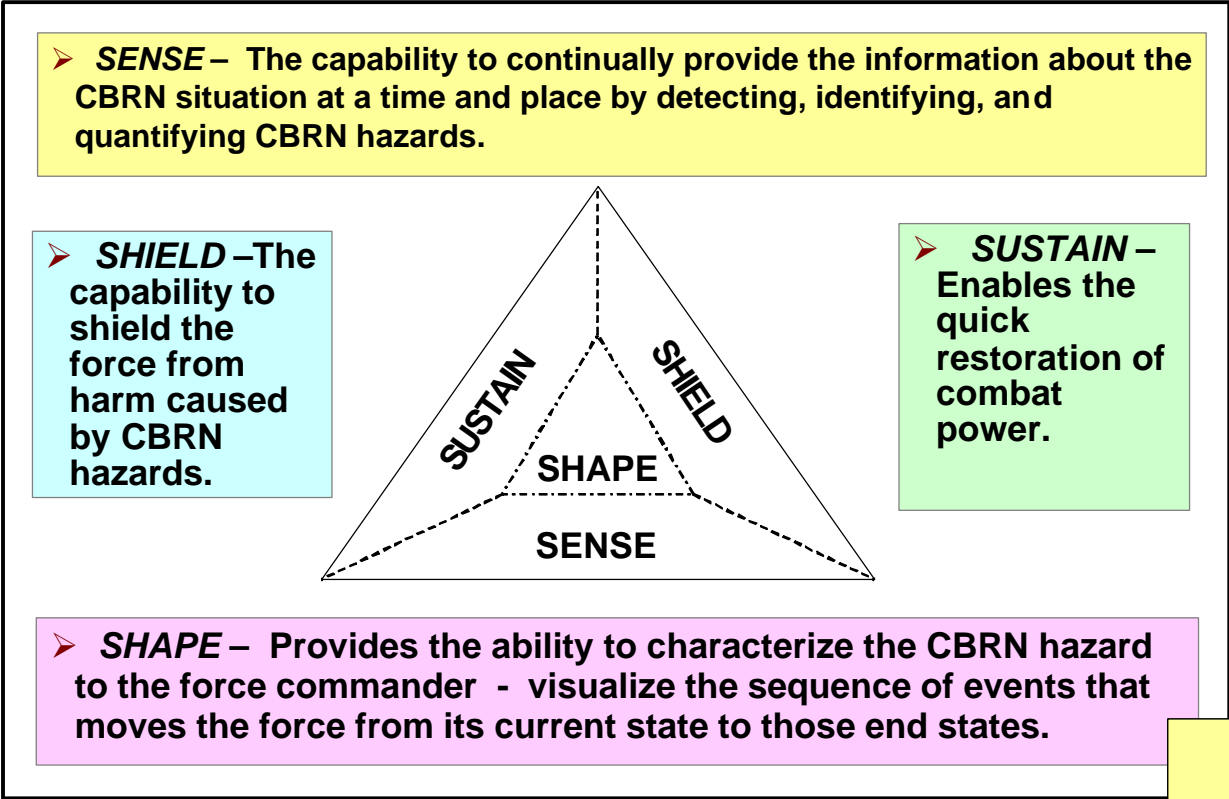 ➢ SENSE – The capability to continually provide the information about the
CBRN situation at a time and place by detecting, identifying, and
quantifying CBRN hazards.
➢ SHIELD –The
capability to
shield the
force from
harm caused
by CBRN
hazards.
SUSTAIN
SHIELD
SHAPE
SENSE
➢ SUSTAIN –
Enables the
quick
restoration of
combat
power.
➢ SHAPE – Provides the ability to characterize the CBRN hazard
to the force commander - visualize the sequence of events that
moves the force from its current state to those end states.